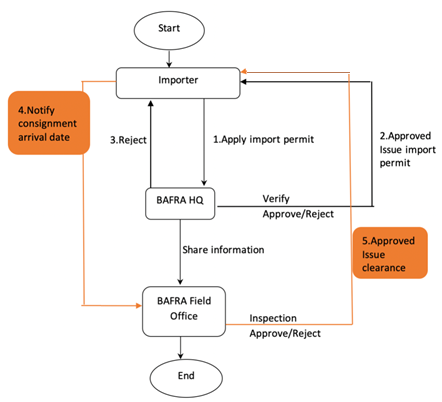 Start
Importer
4.Notify
consignment
arrival date
3.Reject
1.Apply import permit
2.Approved
Issue import
permit
BAFRA HQ
Verify
Approve/Reject
Share information
5.Approved
Issue
clearance
BAFRA Field
Office
Inspection
Approve/Reject
End